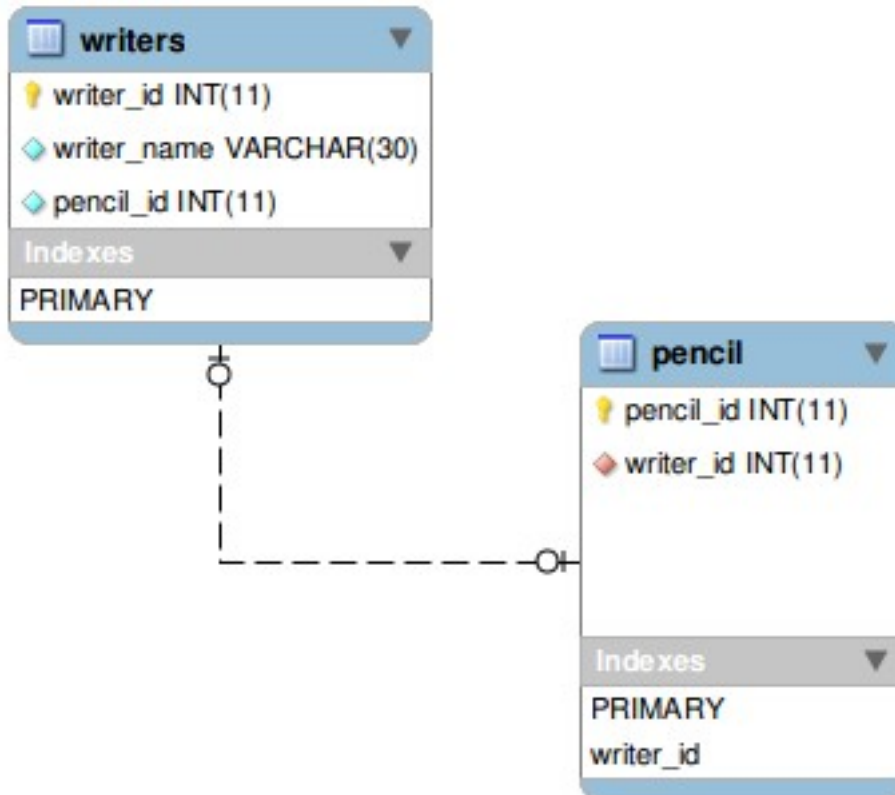 writers
writer_id INT(11)
writer_name VARCHAR(30)
pencil_id INT(11)
Indexes
PRIMARY
pencil
pencil_id INT(11)
writer_id INT(11)
Indexes
PRIMARY
writer_id